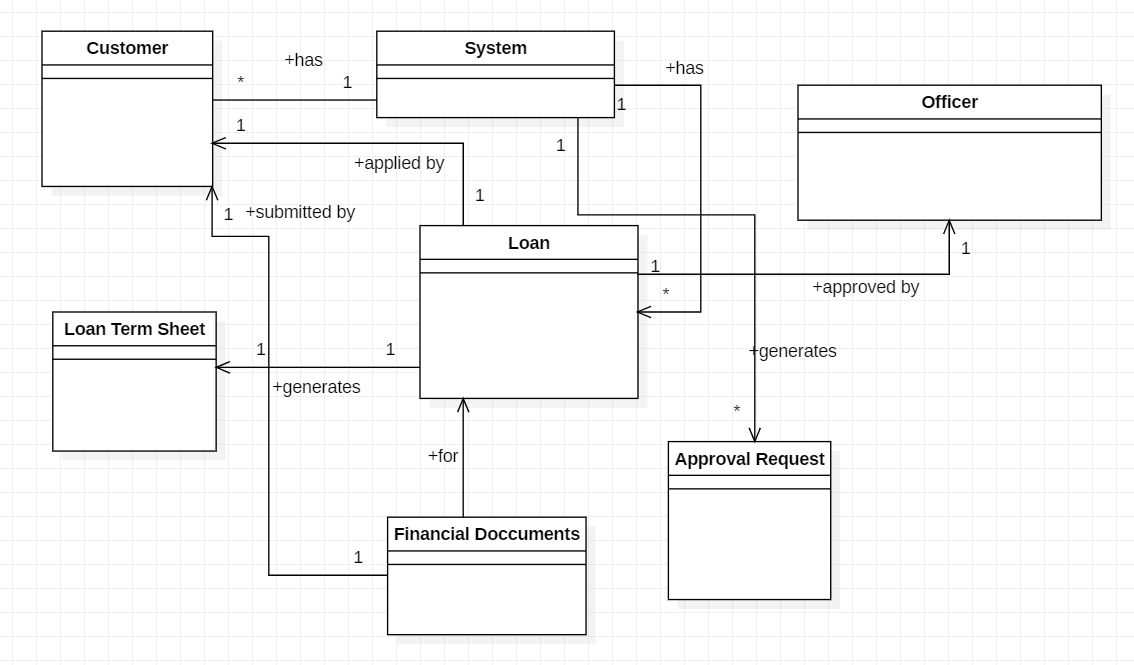 Customer
System
+has
*
1
+has
1
Officer
1
+applied by
1
1
1
+submitted by
Loan
1
*
1
+approved by
Loan Term Sheet
1
1
+generates
+generates
*
+for
Approval Request
Financial Doccuments
1